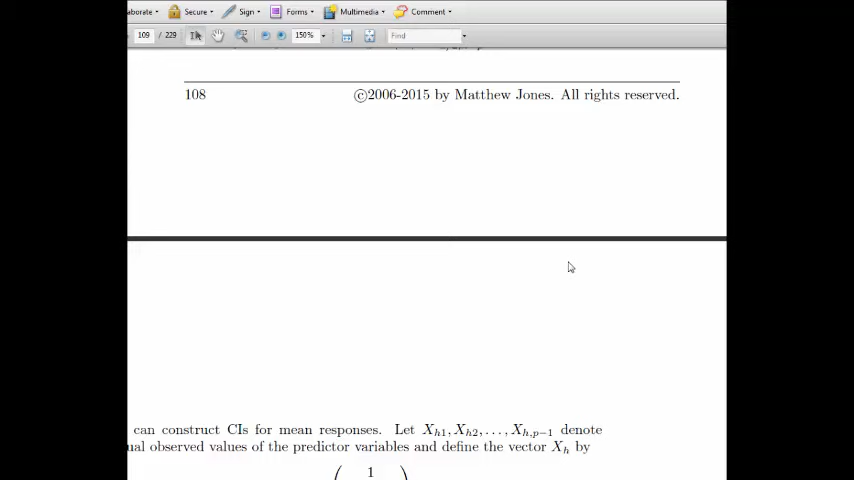 aborate Secure Sign Forms Multimedia Comment
109 / 229 150% Find
108 ©2006-2015 by Matthew Jones. All rights reserved.
can construct CIs for mean responses. Let X_{h1}, X_{h2}, . . . , X_{h,p−1} denote
ual observed values of the predictor variables and define the vector X_h by
( 1 )